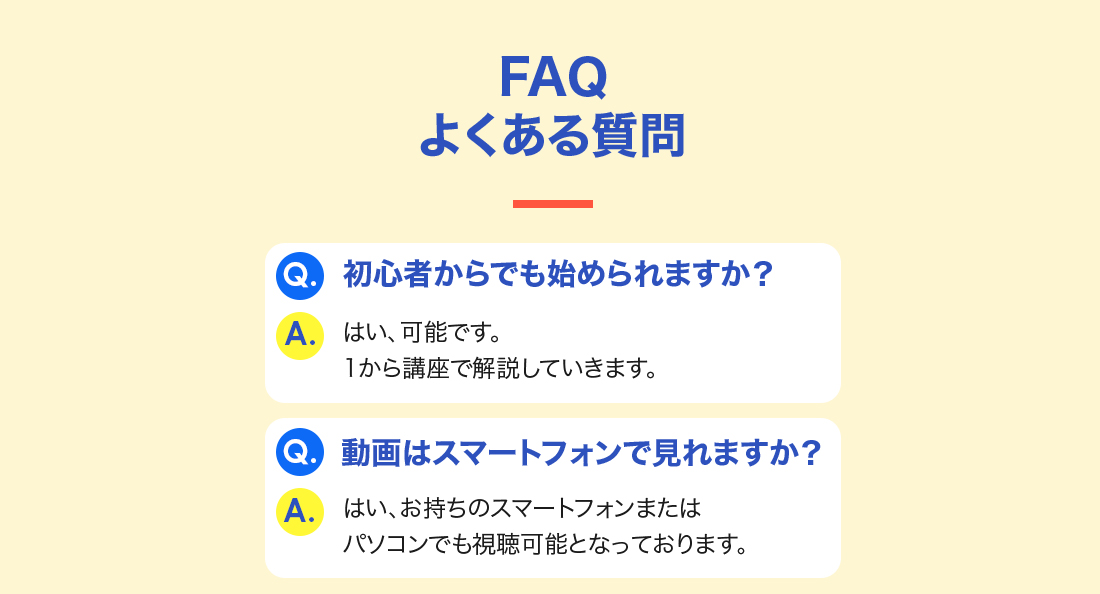 FAQ
よくある質問
Q. 初心者からでも始められますか？
A. はい、可能です。
1から講座で解説していきます。
Q. 動画はスマートフォンで見れますか？
A. はい、お持ちのスマートフォンまたは
パソコンでも視聴可能となっております。